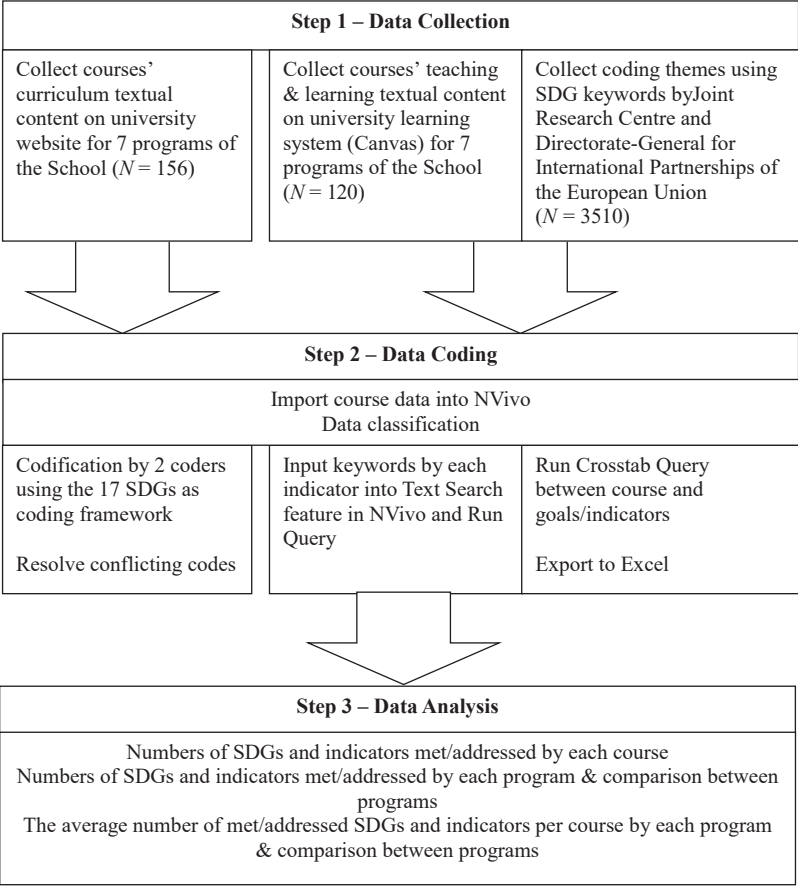 Step 1 – Data Collection
Collect courses’
curriculum textual
content on university
website for 7 programs of
the School (N = 156)
Collect courses’ teaching
& learning textual content
on university learning
system (Canvas) for 7
programs of the School
(N = 120)
Collect coding themes using
SDG keywords byJoint
Research Centre and
Directorate-General for
International Partnerships of
the European Union
(N = 3510)
Step 2 – Data Coding
Import course data into NVivo
Data classification
Codification by 2 coders
using the 17 SDGs as
coding framework
Resolve conflicting codes
Input keywords by each
indicator into Text Search
feature in NVivo and Run
Query
Run Crosstab Query
between course and
goals/indicators
Export to Excel
Step 3 – Data Analysis
Numbers of SDGs and indicators met/addressed by each course
Numbers of SDGs and indicators met/addressed by each program & comparison between
programs
The average number of met/addressed SDGs and indicators per course by each program
& comparison between programs